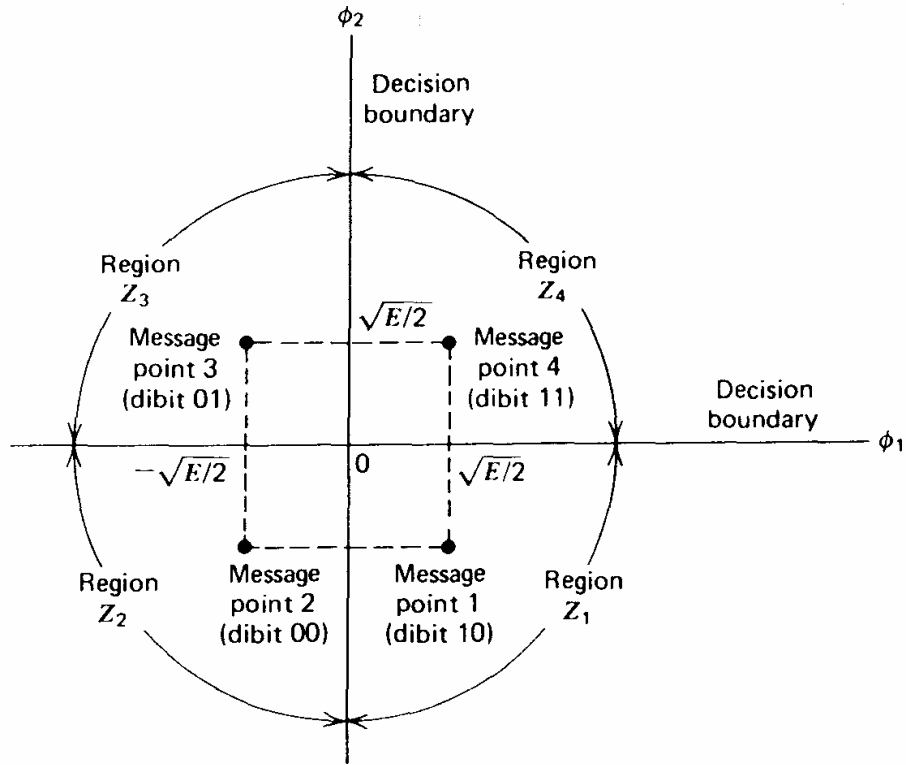 ϕ₂
Decision
boundary
Region
Z₃
Region
Z₄
√E/2
Message
point 3
(dibit 01)
Message
point 4
(dibit 11)
Decision
boundary
ϕ₁
−√E/2
0
√E/2
Region
Z₂
Message
point 2
(dibit 00)
Message
point 1
(dibit 10)
Region
Z₁